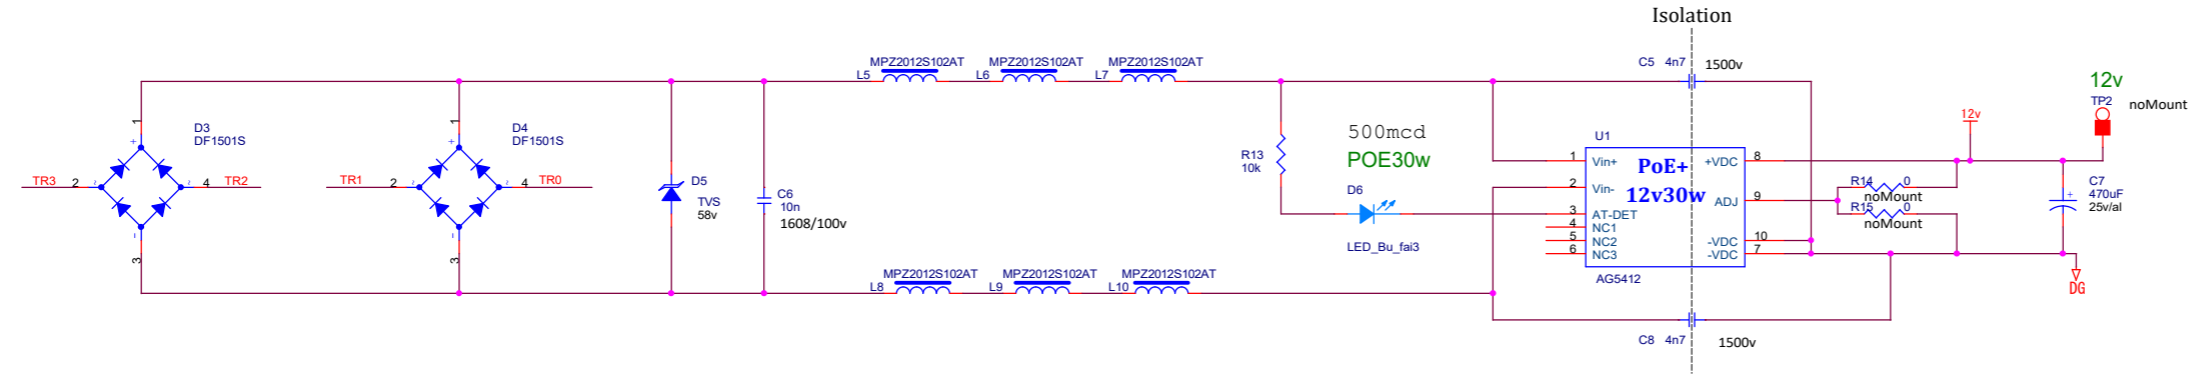 Isolation
MPZ2012S102AT
MPZ2012S102AT
MPZ2012S102AT
L5
L6
L7
C5 4n7
1500v
12v
TP2
noMount
12v
1
D3
DF1501S
1
D4
DF1501S
+
+
500mcd
POE30w
R13
10k
U1
1
Vin+
PoE+
12v30w
+VDC
8
2
Vin-
ADJ
9
R14
0
noMount
R15
0
noMount
C7
470uF
25v/al
+
TR3
2
~
~
4
TR2
TR1
2
~
~
4
TR0
D5
TVS
58v
C6
10n
1608/100v
D6
LED_Bu_fai3
3
AT-DET
4
NC1
5
NC2
6
NC3
-VDC
10
-VDC
7
AG5412
-
-
3
3
MPZ2012S102AT
MPZ2012S102AT
MPZ2012S102AT
L8
L9
L10
DG
C8 4n7
1500v